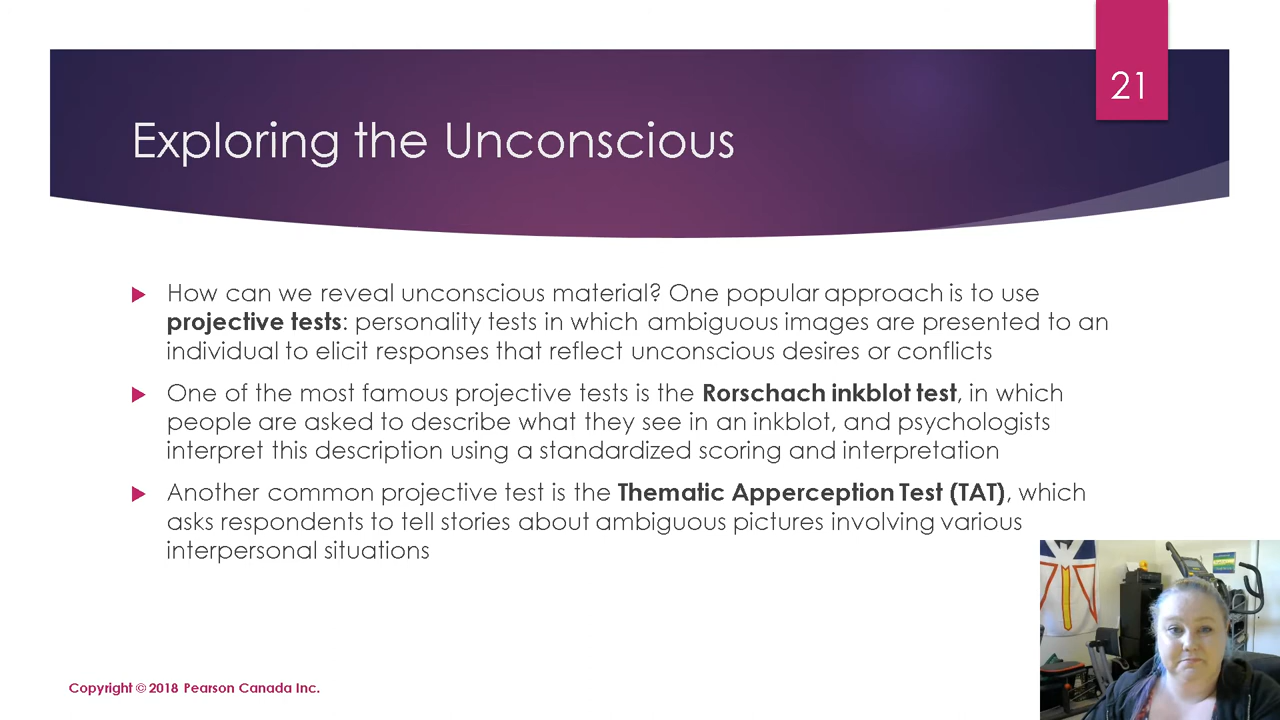 21
Exploring the Unconscious
How can we reveal unconscious material? One popular approach is to use
projective tests: personality tests in which ambiguous images are presented to an
individual to elicit responses that reflect unconscious desires or conflicts
One of the most famous projective tests is the Rorschach inkblot test, in which
people are asked to describe what they see in an inkblot, and psychologists
interpret this description using a standardized scoring and interpretation
Another common projective test is the Thematic Apperception Test (TAT), which
asks respondents to tell stories about ambiguous pictures involving various
interpersonal situations
Copyright © 2018 Pearson Canada Inc.